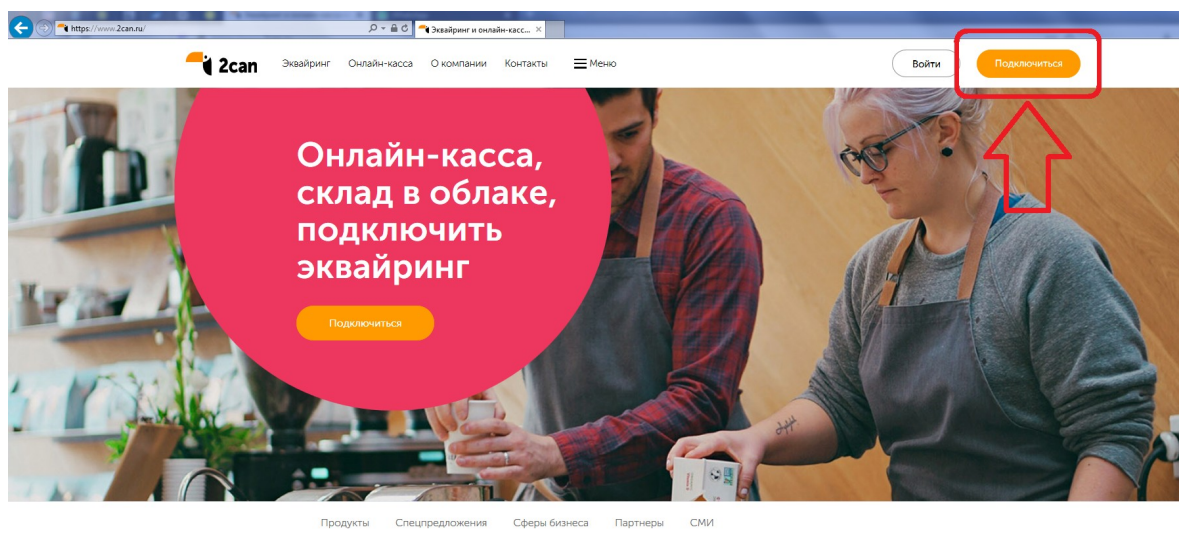 https://www.2can.ru/
Эквайринг и онлайн-касс...
2can
Эквайринг
Онлайн-касса
О компании
Контакты
Меню
Войти
Подключиться
Онлайн-касса,
склад в облаке,
подключить
эквайринг
Подключиться
Продукты
Спецпредложения
Сферы бизнеса
Партнеры
СМИ